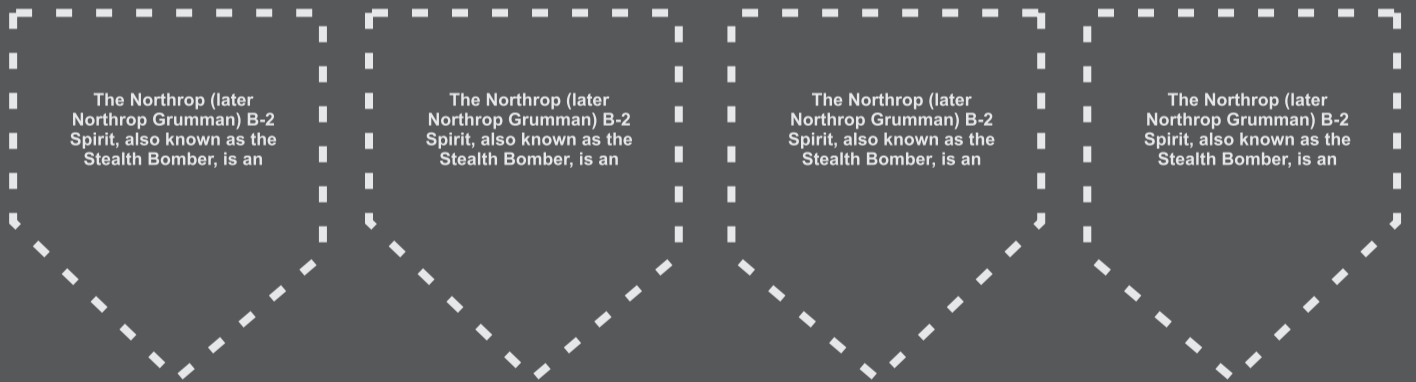 The Northrop (later
Northrop Grumman) B-2
Spirit, also known as the
Stealth Bomber, is an
The Northrop (later
Northrop Grumman) B-2
Spirit, also known as the
Stealth Bomber, is an
The Northrop (later
Northrop Grumman) B-2
Spirit, also known as the
Stealth Bomber, is an
The Northrop (later
Northrop Grumman) B-2
Spirit, also known as the
Stealth Bomber, is an